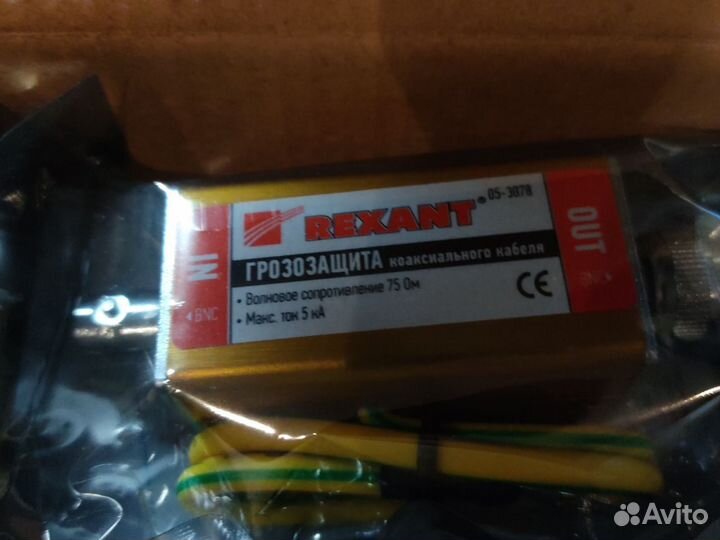 REXANT®
05-3078
IN
◄ BNC
ГРОЗОЗАЩИТА коаксиального кабеля
• Волновое сопротивление 75 Ом
• Макс. ток 5 кА
CE
OUT
BNC
Avito